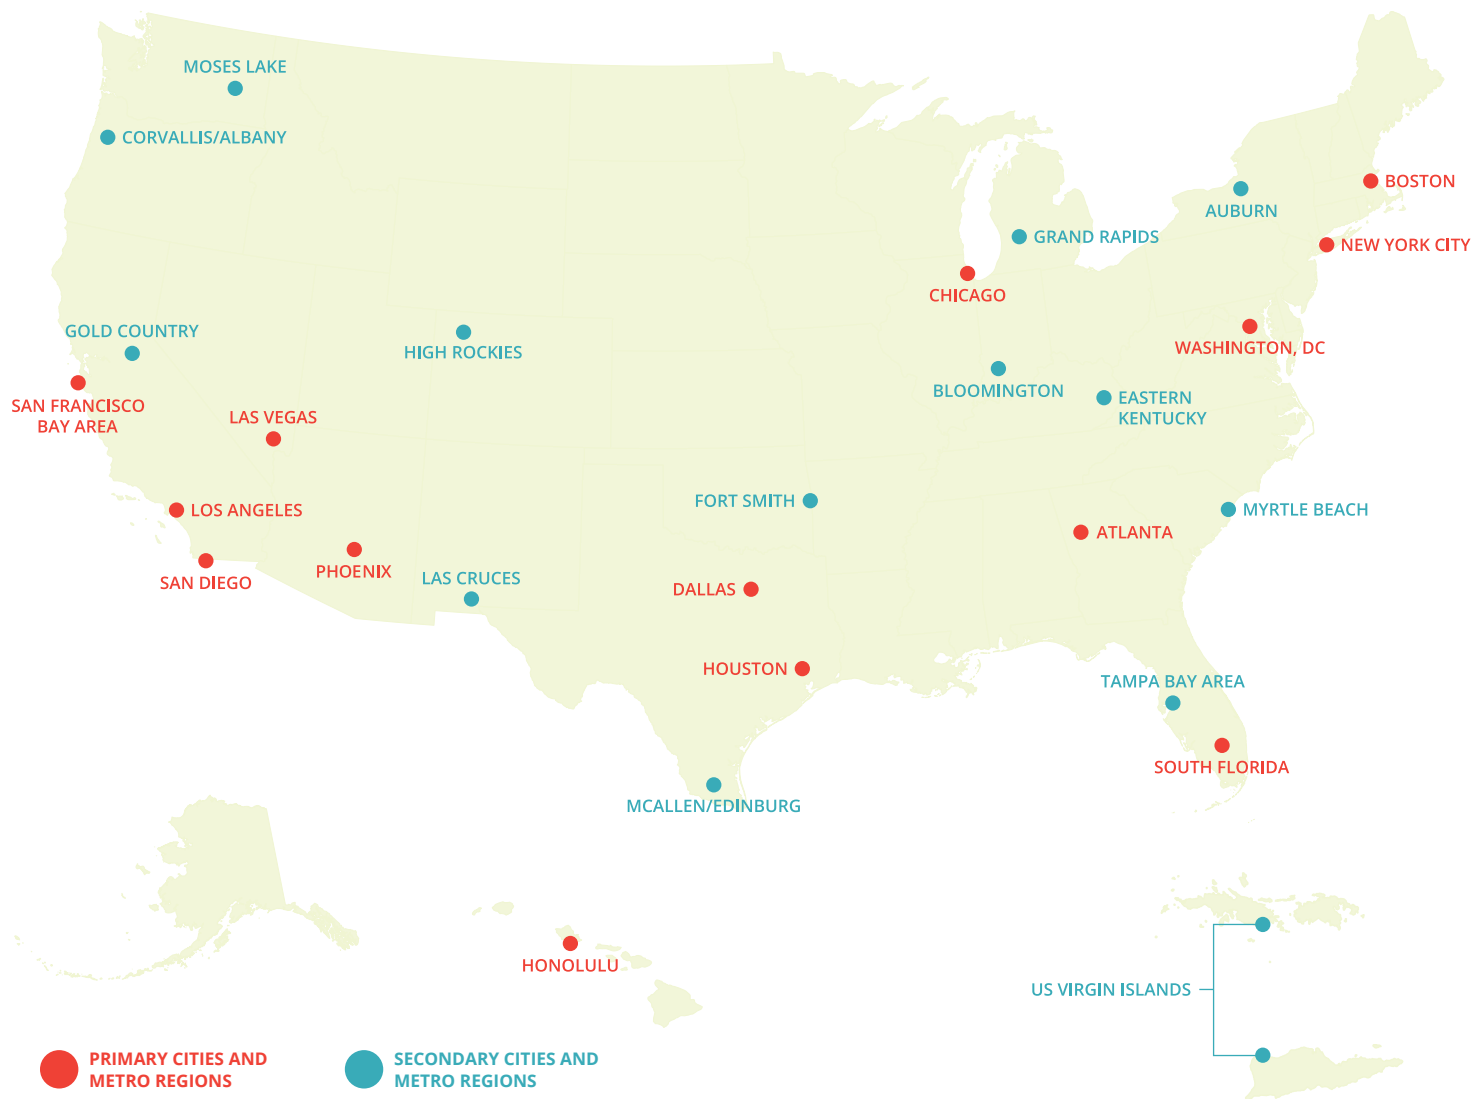 MOSES LAKE
CORVALLIS/ALBANY
BOSTON
AUBURN
GRAND RAPIDS
NEW YORK CITY
CHICAGO
GOLD COUNTRY
HIGH ROCKIES
WASHINGTON, DC
BLOOMINGTON
EASTERN
KENTUCKY
SAN FRANCISCO
BAY AREA
LAS VEGAS
FORT SMITH
LOS ANGELES
MYRTLE BEACH
ATLANTA
SAN DIEGO
PHOENIX
LAS CRUCES
DALLAS
HOUSTON
TAMPA BAY AREA
SOUTH FLORIDA
MCALLEN/EDINBURG
HONOLULU
US VIRGIN ISLANDS
PRIMARY CITIES AND
METRO REGIONS
SECONDARY CITIES AND
METRO REGIONS